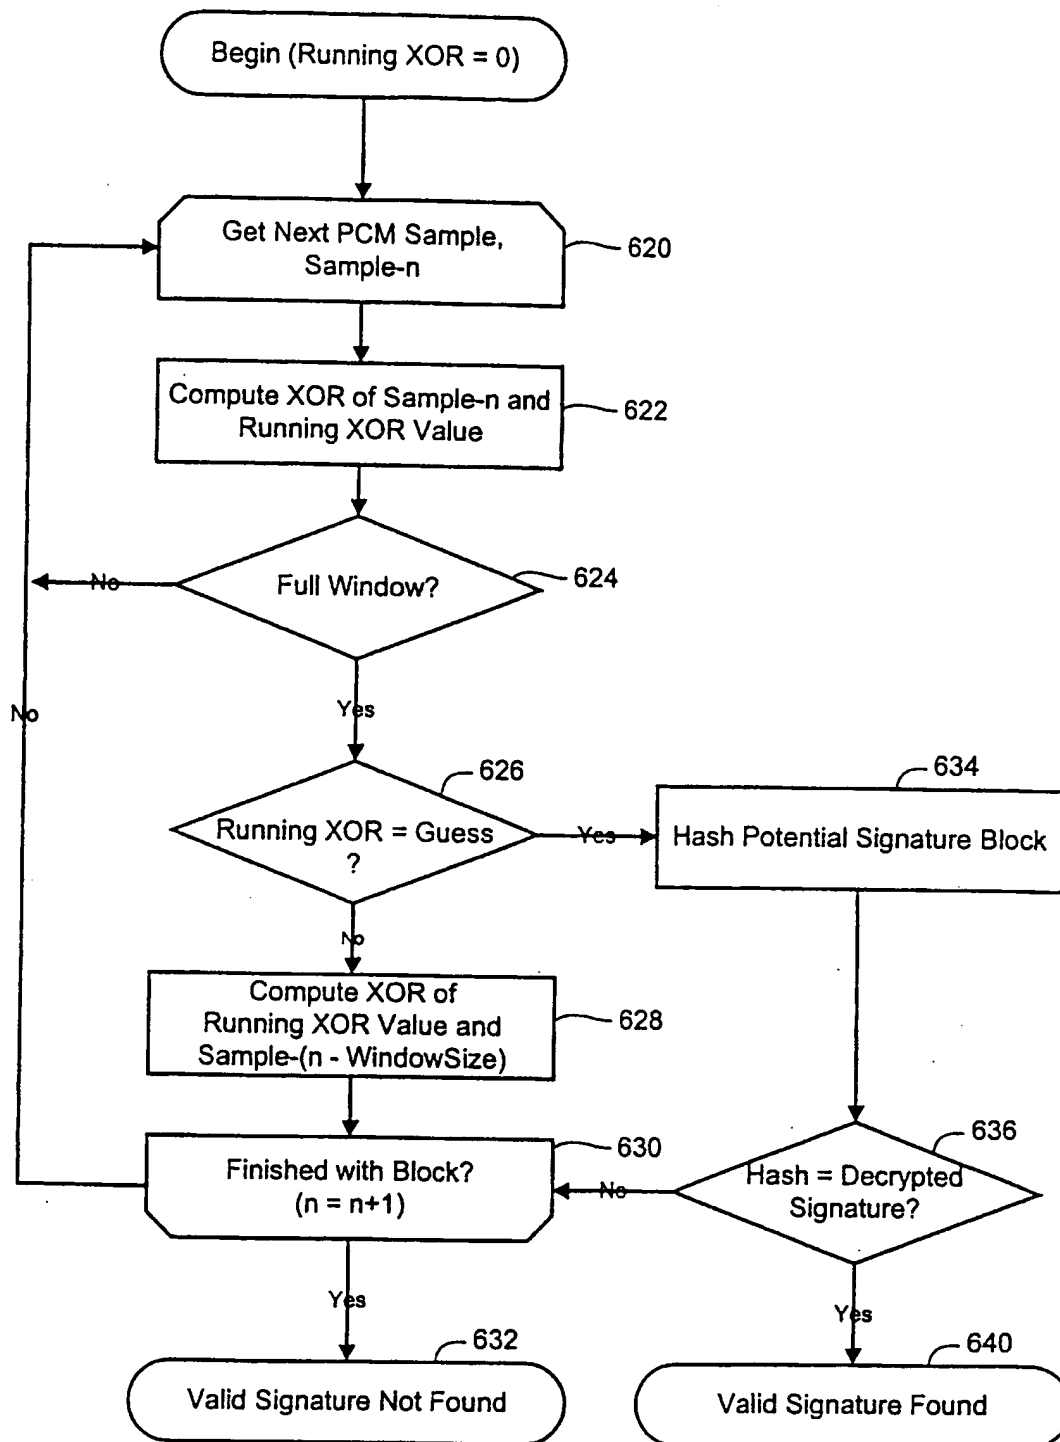 Begin (Running XOR = 0)
Get Next PCM Sample,
Sample-n
620
Compute XOR of Sample-n and
Running XOR Value
622
Full Window?
624
No
No
Yes
626
Running XOR = Guess
?
Yes
634
Hash Potential Signature Block
No
Compute XOR of
Running XOR Value and
Sample-(n - WindowSize)
628
Finished with Block?
(n = n+1)
630
No
636
Hash = Decrypted
Signature?
Yes
Yes
632
Valid Signature Not Found
640
Valid Signature Found